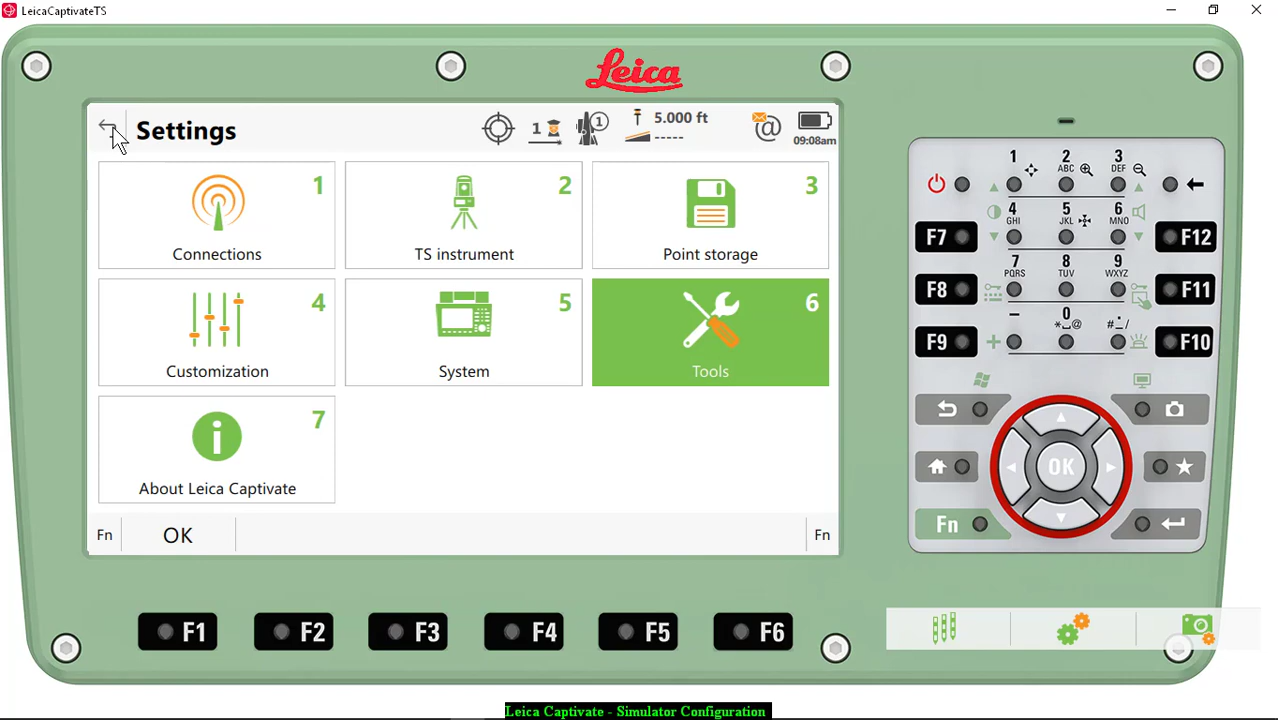 LeicaCaptivateTS
Leica
Settings
1
1
5.000 ft
-----
@
09:08am
1
Connections
2
TS instrument
3
Point storage
4
Customization
5
System
6
Tools
7
About Leica Captivate
Fn
OK
Fn
F1
F2
F3
F4
F5
F6
1
2
ABC
3
DEF
4
GHI
5
JKL
6
MNO
7
PQRS
8
TUV
9
WXYZ
-
0
*␣@
#-./
F7
F12
F8
F11
F9
F10
OK
Fn
Leica Captivate - Simulator Configuration